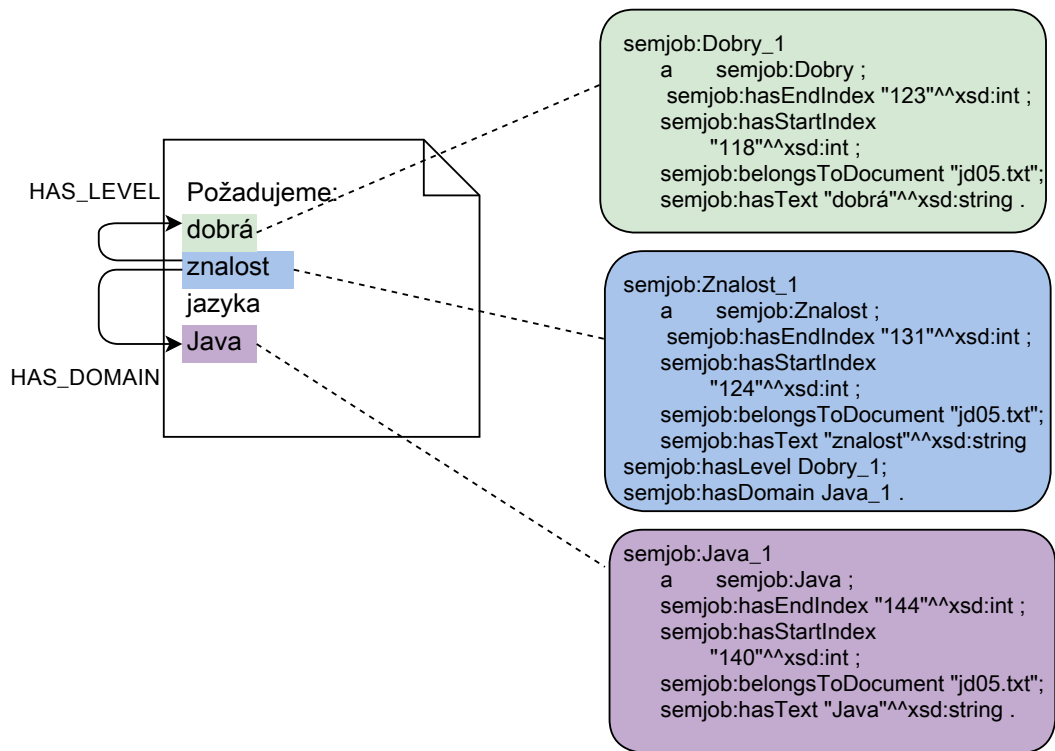 HAS_LEVEL
HAS_DOMAIN
Požadujeme:
dobrá
znalost
jazyka
Java
semjob:Dobry_1
a semjob:Dobry ;
semjob:hasEndIndex "123"^^xsd:int ;
semjob:hasStartIndex
"118"^^xsd:int ;
semjob:belongsToDocument "jd05.txt";
semjob:hasText "dobrá"^^xsd:string .
semjob:Znalost_1
a semjob:Znalost ;
semjob:hasEndIndex "131"^^xsd:int ;
semjob:hasStartIndex
"124"^^xsd:int ;
semjob:belongsToDocument "jd05.txt";
semjob:hasText "znalost"^^xsd:string
semjob:hasLevel Dobry_1;
semjob:hasDomain Java_1 .
semjob:Java_1
a semjob:Java ;
semjob:hasEndIndex "144"^^xsd:int ;
semjob:hasStartIndex
"140"^^xsd:int ;
semjob:belongsToDocument "jd05.txt";
semjob:hasText "Java"^^xsd:string .